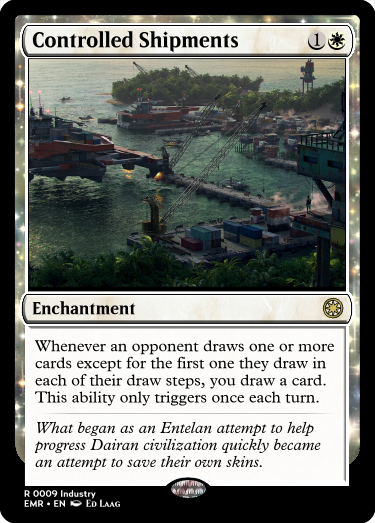 Controlled Shipments 1
Enchantment
Whenever an opponent draws one or more
cards except for the first one they draw in
each of their draw steps, you draw a card.
This ability only triggers once each turn.
What began as an Entelan attempt to help
progress Dairan civilization quickly became
an attempt to save their own skins.
R 0009 Industry
EMR • EN Ed Laag